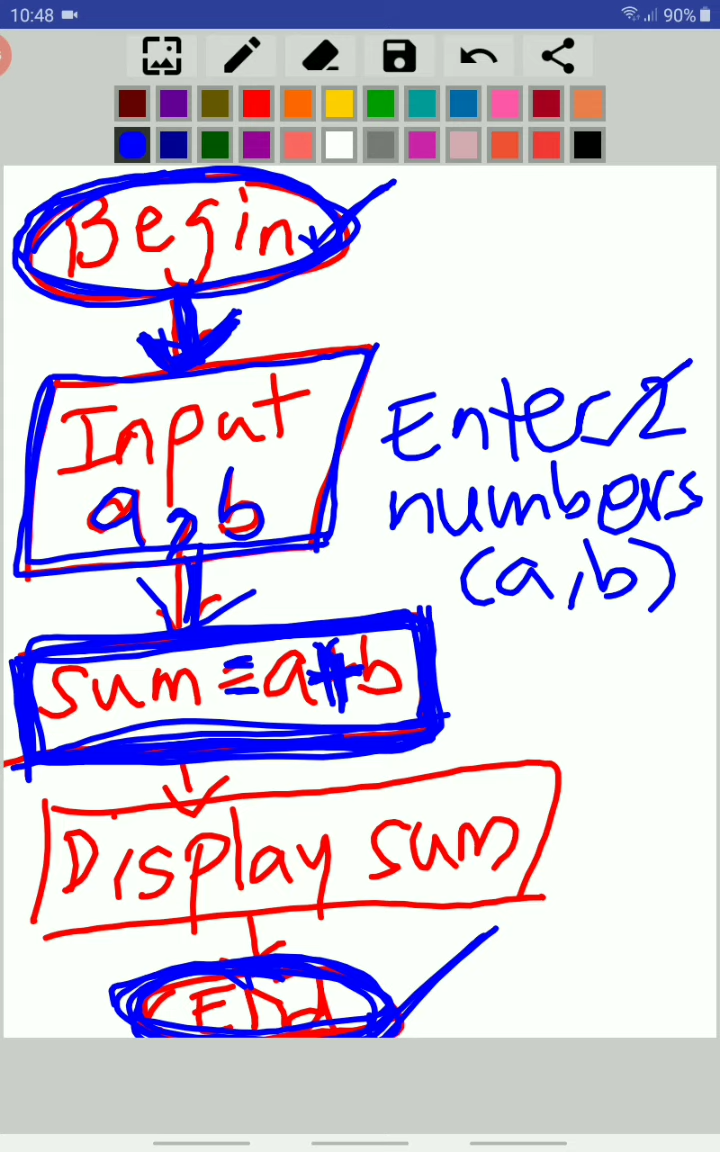 10:48
90%
Begin
Input
a, b
Enter 2
numbers
(a,b)
sum = a+b
Display sum
End